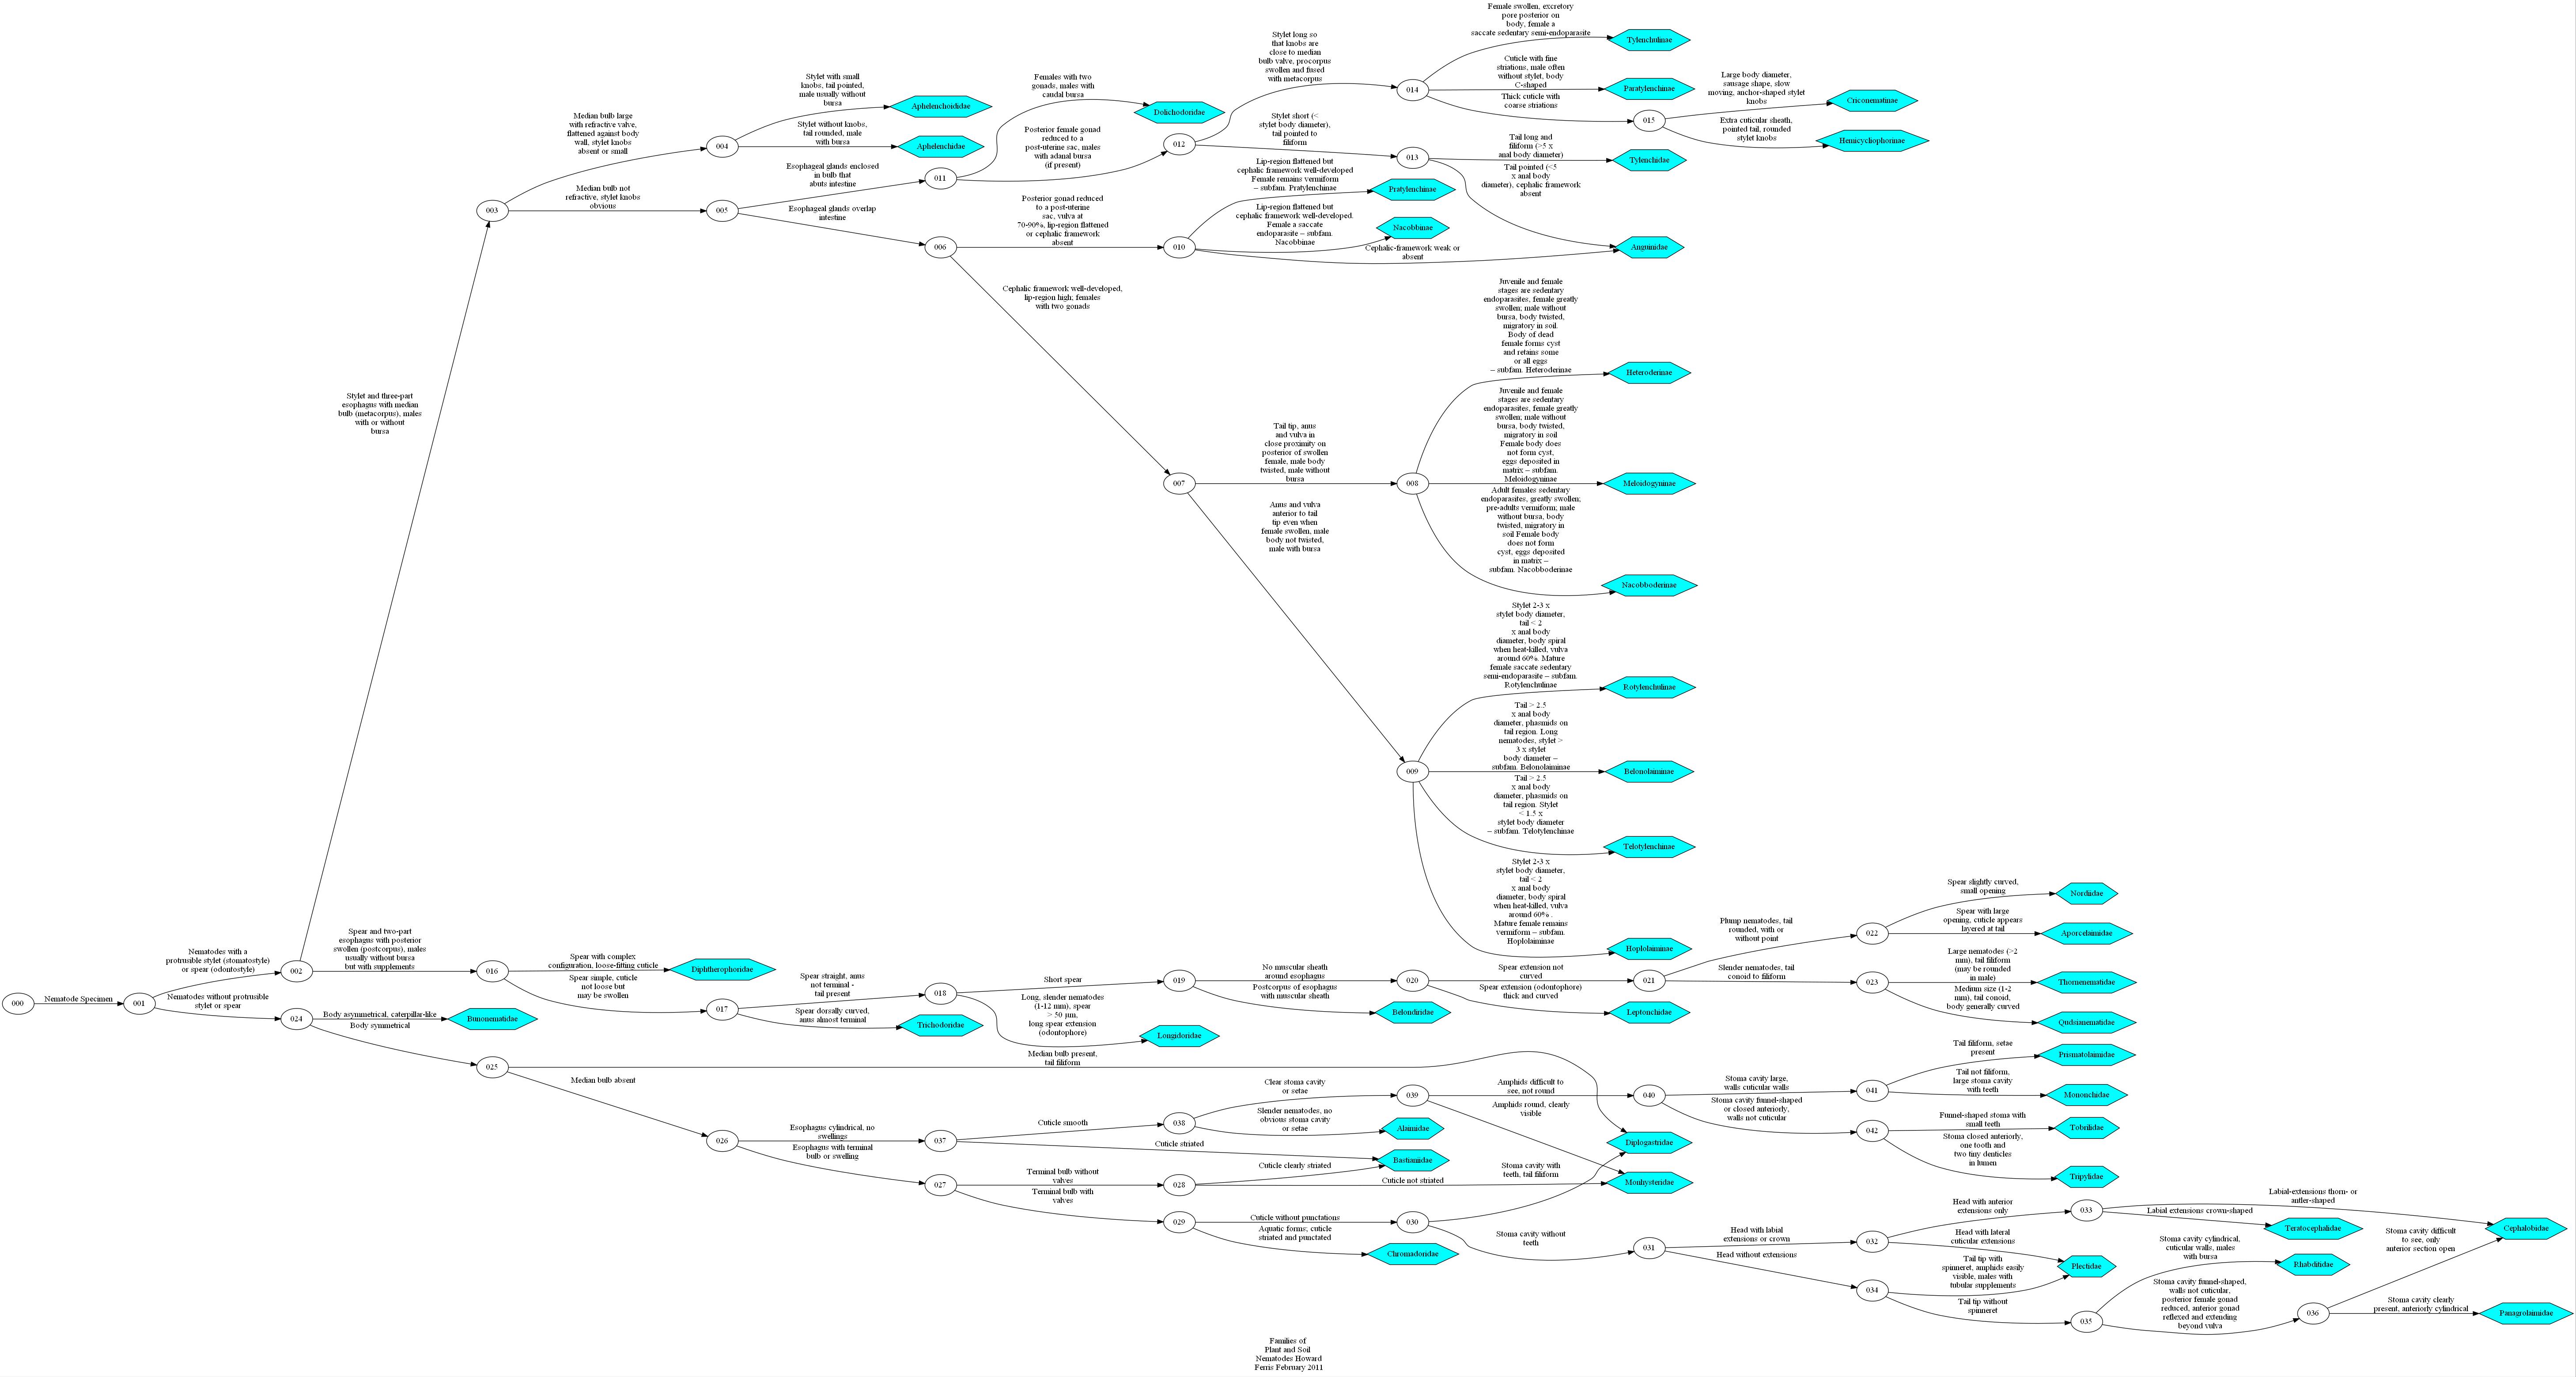 000
Nematode Specimen
001
Nematodes with a
protrusible stylet (stomatostyle)
or spear (odontostyle)
Nematodes without protrusible
stylet or spear
002
Stylet and three-part
esophagus with median
bulb (metacorpus), males
with or without
bursa
Spear and two-part
esophagus with posterior
swollen (postcorpus), males
usually without bursa
but with supplements
003
Median bulb large
with refractive valve,
flattened against body
wall, stylet knobs
absent or small
Median bulb not
refractive, stylet knobs
obvious
004
Stylet with small
knobs, tail pointed,
male usually without
bursa
Aphelenchoididae
Stylet without knobs,
tail rounded, male
with bursa
Aphelenchidae
005
Esophageal glands enclosed
in bulb that
abuts intestine
Esophageal glands overlap
intestine
011
Females with two
gonads, males with
caudal bursa
Dolichodoridae
Posterior female gonad
reduced to a
post-uterine sac, males
with adanal bursa
(if present)
012
Stylet long so
that knobs are
close to median
bulb valve, procorpus
swollen and fused
with metacorpus
Stylet short (<
stylet body diameter),
tail pointed to
filiform
014
Female swollen, excretory
pore posterior on
body, female a
saccate sedentary semi-endoparasite
Tylenchulinae
Cuticle with fine
striations, male often
without stylet, body
C-shaped
Paratylenchinae
Thick cuticle with
coarse striations
015
Large body diameter,
sausage shape, slow
moving, anchor-shaped stylet
knobs
Criconematinae
Extra cuticular sheath,
pointed tail, rounded
stylet knobs
Hemicycliophorinae
013
Tail long and
filiform (>5 x
anal body diameter)
Tylenchidae
Tail pointed (<5
x anal body
diameter), cephalic framework
absent
Anguinidae
006
Posterior gonad reduced
to a post-uterine
sac, vulva at
70-90%, lip-region flattened
or cephalic framework
absent
010
Lip-region flattened but
cephalic framework well-developed
Female remains vermiform
– subfam. Pratylenchinae
Pratylenchinae
Lip-region flattened but
cephalic framework well-developed.
Female a saccate
endoparasite – subfam.
Nacobbinae
Nacobbinae
Cephalic-framework weak or
absent
Cephalic framework well-developed,
lip-region high; females
with two gonads
007
Tail tip, anus
and vulva in
close proximity on
posterior of swollen
female, male body
twisted, male without
bursa
Anus and vulva
anterior to tail
tip even when
female swollen, male
body not twisted,
male with bursa
008
Juvenile and female
stages are sedentary
endoparasites, female greatly
swollen; male without
bursa, body twisted,
migratory in soil.
Body of dead
female forms cyst
and retains some
or all eggs
– subfam. Heteroderinae
Heteroderinae
Juvenile and female
stages are sedentary
endoparasites, female greatly
swollen; male without
bursa, body twisted,
migratory in soil
Female body does
not form cyst,
eggs deposited in
matrix – subfam.
Meloidogyninae
Meloidogyninae
Adult females sedentary
endoparasites, greatly swollen;
pre-adults vermiform; male
without bursa, body
twisted, migratory in
soil Female body
does not form
cyst, eggs deposited
in matrix –
subfam. Nacobboderinae
Nacobboderinae
009
Stylet 2-3 x
stylet body diameter,
tail < 2
x anal body
diameter, body spiral
when heat-killed, vulva
around 60%. Mature
female saccate sedentary
semi-endoparasite – subfam.
Rotylenchulinae
Rotylenchulinae
Tail > 2.5
x anal body
diameter, phasmids on
tail region. Long
nematodes, stylet >
3 x stylet
body diameter –
subfam. Belonolaiminae
Belonolaiminae
Tail > 2.5
x anal body
diameter, phasmids on
tail region. Stylet
< 1.5 x
stylet body diameter
– subfam. Telotylenchinae
Telotylenchinae
Stylet 2-3 x
stylet body diameter,
tail < 2
x anal body
diameter, body spiral
when heat-killed, vulva
around 60% .
Mature female remains
vermiform – subfam.
Hoplolaiminae
Hoplolaiminae
016
Spear with complex
configuration, loose-fitting cuticle
Diphtherophoridae
Spear simple, cuticle
not loose but
may be swollen
017
Spear straight, anus
not terminal -
tail present
Spear dorsally curved,
anus almost terminal
Trichodoridae
018
Short spear
Long, slender nematodes
(1-12 mm), spear
> 50 µm,
long spear extension
(odontophore)
Longidoridae
019
No muscular sheath
around esophagus
Postcorpus of esophagus
with muscular sheath
Belondiridae
020
Spear extension not
curved
Spear extension (odontophore)
thick and curved
Leptonchidae
021
Plump nematodes, tail
rounded, with or
without point
Slender nematodes, tail
conoid to filiform
022
Spear slightly curved,
small opening
Nordiidae
Spear with large
opening, cuticle appears
layered at tail
Aporcelaimidae
023
Large nematodes (>2
mm), tail filiform
(may be rounded
in male)
Thornenematidae
Medium size (1-2
mm), tail conoid,
body generally curved
Qudsianematidae
024
Body asymmetrical, caterpillar-like
Bunonematidae
Body symmetrical
025
Median bulb present,
tail filiform
Diplogastridae
Median bulb absent
026
Esophagus cylindrical, no
swellings
Esophagus with terminal
bulb or swelling
037
Cuticle smooth
Cuticle striated
Bastianiidae
038
Clear stoma cavity
or setae
Slender nematodes, no
obvious stoma cavity
or setae
Alaimidae
039
Amphids difficult to
see, not round
Amphids round, clearly
visible
Monhysteridae
040
Stoma cavity large,
walls cuticular walls
Stoma cavity funnel-shaped
or closed anteriorly,
walls not cuticular
041
Tail filiform, setae
present
Prismatolaimidae
Tail not filiform,
large stoma cavity
with teeth
Mononchidae
042
Funnel-shaped stoma with
small teeth
Tobrilidae
Stoma closed anteriorly,
one tooth and
two tiny denticles
in lumen
Tripylidae
027
Terminal bulb without
valves
Terminal bulb with
valves
028
Cuticle clearly striated
Cuticle not striated
029
Cuticle without punctations
Aquatic forms; cuticle
striated and punctated
Chromadoridae
030
Stoma cavity with
teeth, tail filiform
Stoma cavity without
teeth
031
Head with labial
extensions or crown
Head without extensions
032
Head with anterior
extensions only
Head with lateral
cuticular extensions
Plectidae
033
Labial-extensions thorn- or
antler-shaped
Cephalobidae
Labial extensions crown-shaped
Teratocephalidae
034
Tail tip with
spinneret, amphids easily
visible, males with
tubular supplements
Tail tip without
spinneret
035
Stoma cavity cylindrical,
cuticular walls, males
with bursa
Rhabditidae
Stoma cavity funnel-shaped,
walls not cuticular,
posterior female gonad
reduced, anterior gonad
reflexed and extending
beyond vulva
036
Stoma cavity difficult
to see, only
anterior section open
Stoma cavity clearly
present, anteriorly cylindrical
Panagrolaimidae
Families of
Plant and Soil
Nematodes Howard
Ferris February 2011